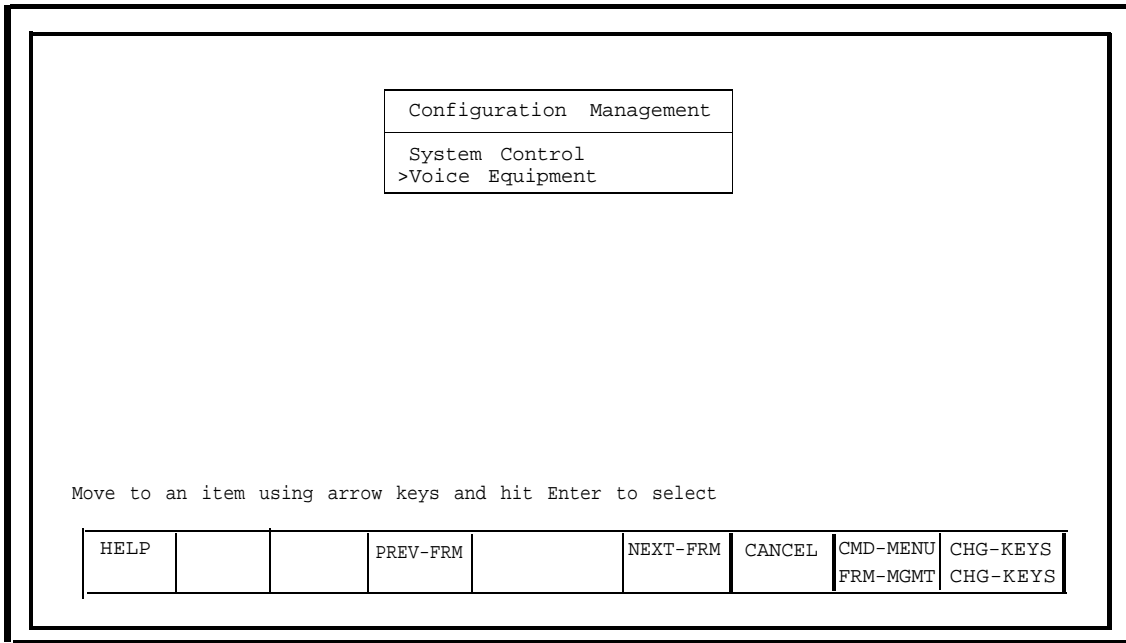 Configuration Management
System Control
>Voice Equipment
Move to an item using arrow keys and hit Enter to select
HELP PREV-FRM NEXT-FRM CANCEL CMD-MENU CHG-KEYS
FRM-MGMT CHG-KEYS